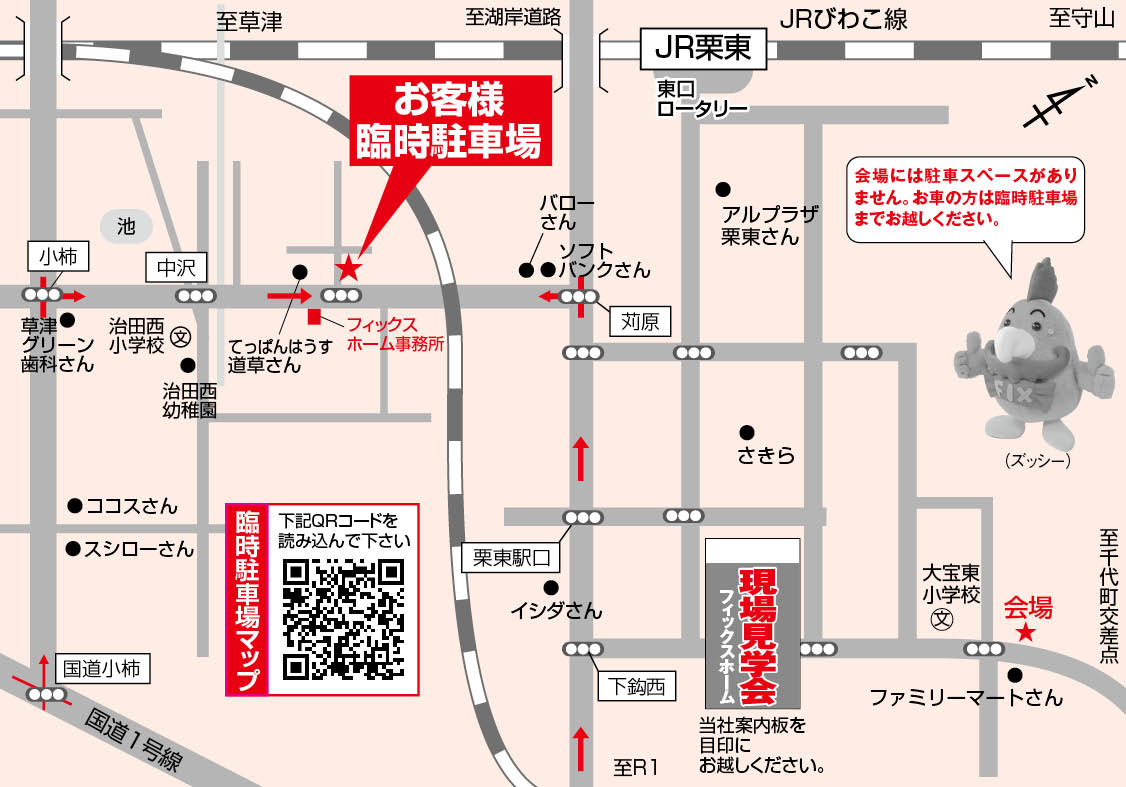 至草津
至湖岸道路
JRびわこ線
至守山
JR栗東
東口
ロータリー
N
お客様
臨時駐車場
会場には駐車スペースがあり
ません。お車の方は臨時駐車場
までお越しください。
バロー
さん
アルプラザ
栗東さん
池
小柿
中沢
ソフト
バンクさん
苅原
草津
グリーン
歯科さん
治田西
小学校
文
てっぱんはうす
道草さん
フィックス
ホーム事務所
治田西
幼稚園
FIX
(ズッシー)
さきら
ココスさん
スシローさん
臨時駐車場マップ
下記QRコードを
読み込んで下さい
栗東駅口
イシダさん
現場見学会
フィックスホーム
大宝東
小学校
文
会場
至千代町交差点
国道小柿
下鈎西
ファミリーマートさん
国道1号線
当社案内板を
目印に
お越しください。
至R1